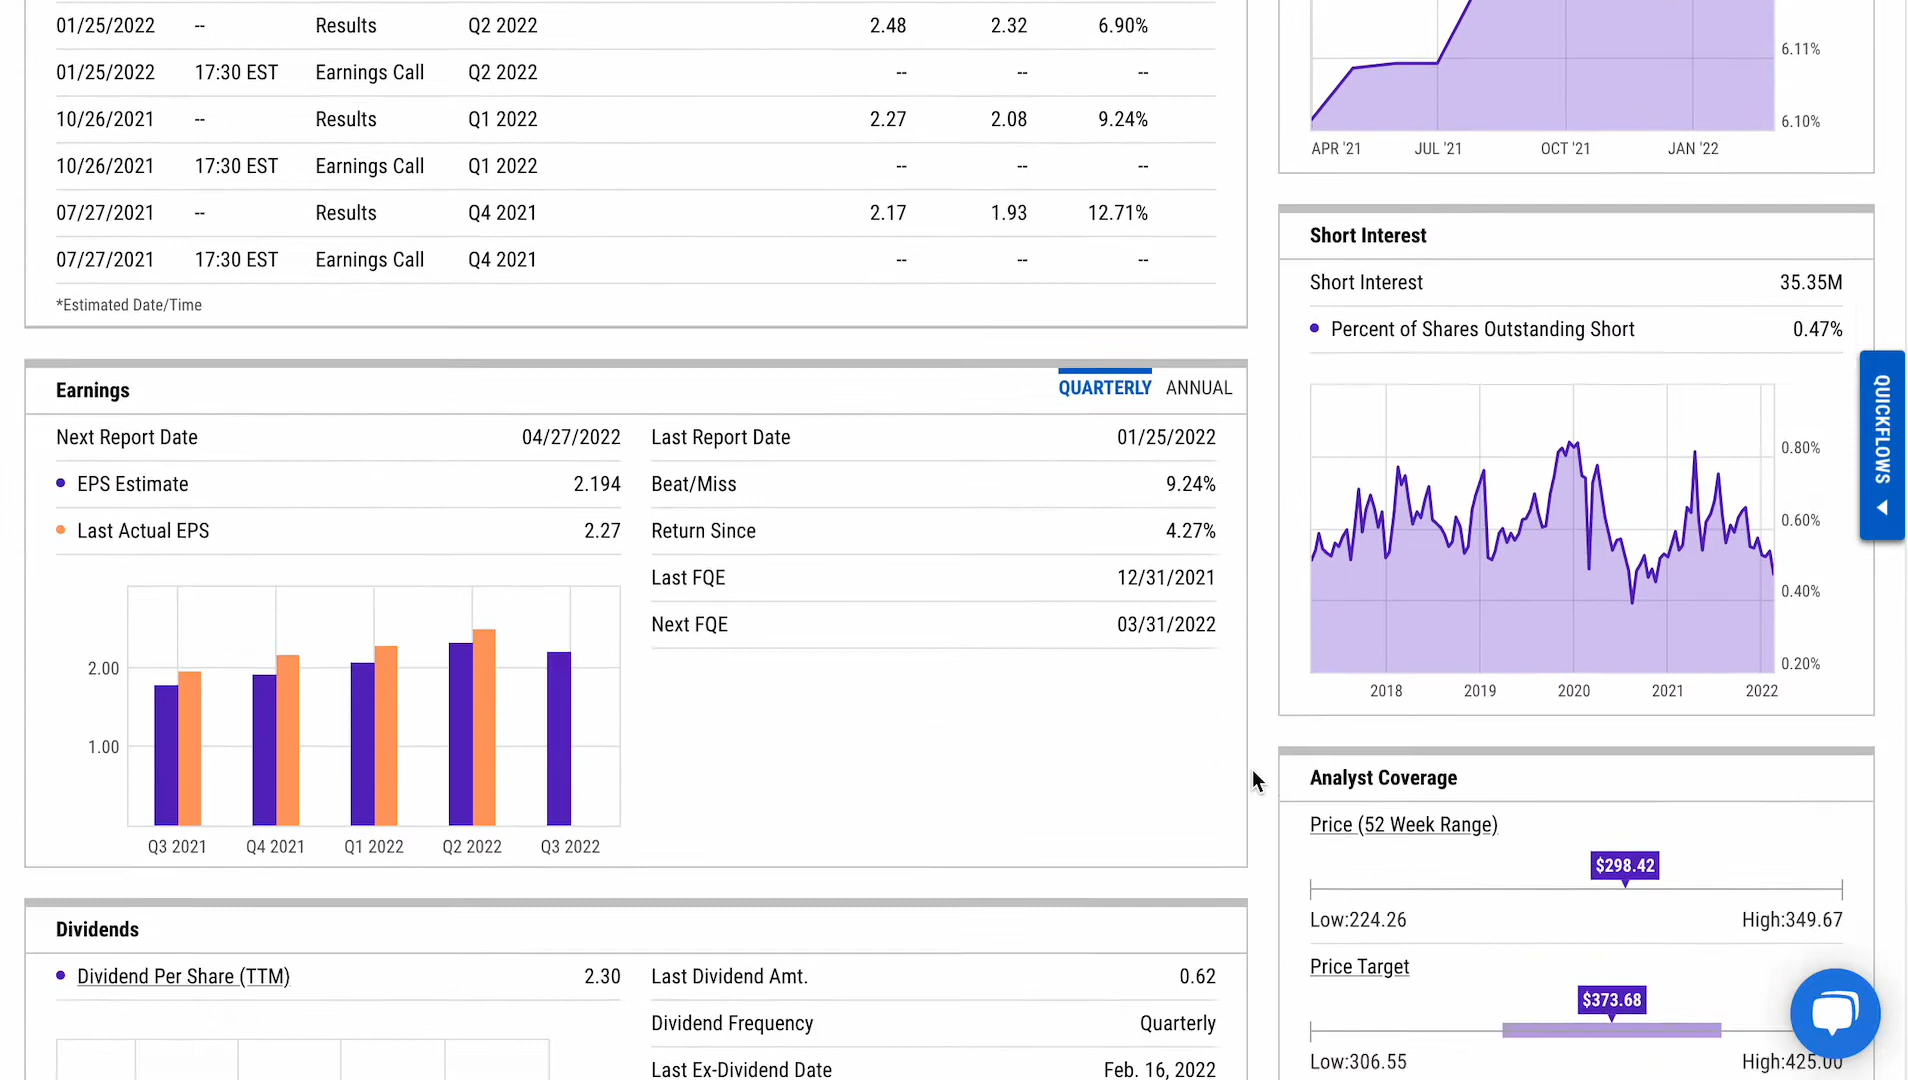 01/25/2022 -- Results Q2 2022 2.48 2.32 6.90%
01/25/2022 17:30 EST Earnings Call Q2 2022 -- -- --
10/26/2021 -- Results Q1 2022 2.27 2.08 9.24%
10/26/2021 17:30 EST Earnings Call Q1 2022 -- -- --
07/27/2021 -- Results Q4 2021 2.17 1.93 12.71%
07/27/2021 17:30 EST Earnings Call Q4 2021 -- -- --
*Estimated Date/Time
Earnings
QUARTERLY ANNUAL
Next Report Date 04/27/2022
EPS Estimate 2.194
Last Actual EPS 2.27
2.00
1.00
Q3 2021 Q4 2021 Q1 2022 Q2 2022 Q3 2022
Last Report Date 01/25/2022
Beat/Miss 9.24%
Return Since 4.27%
Last FQE 12/31/2021
Next FQE 03/31/2022
Dividends
Dividend Per Share (TTM) 2.30
Last Dividend Amt. 0.62
Dividend Frequency Quarterly
Last Ex-Dividend Date Feb. 16, 2022
6.11%
6.10%
APR '21 JUL '21 OCT '21 JAN '22
Short Interest
Short Interest 35.35M
Percent of Shares Outstanding Short 0.47%
0.80%
0.60%
0.40%
0.20%
2018 2019 2020 2021 2022
Analyst Coverage
Price (52 Week Range)
$298.42
Low:224.26 High:349.67
Price Target
$373.68
Low:306.55 High:425.00
QUICKFLOWS